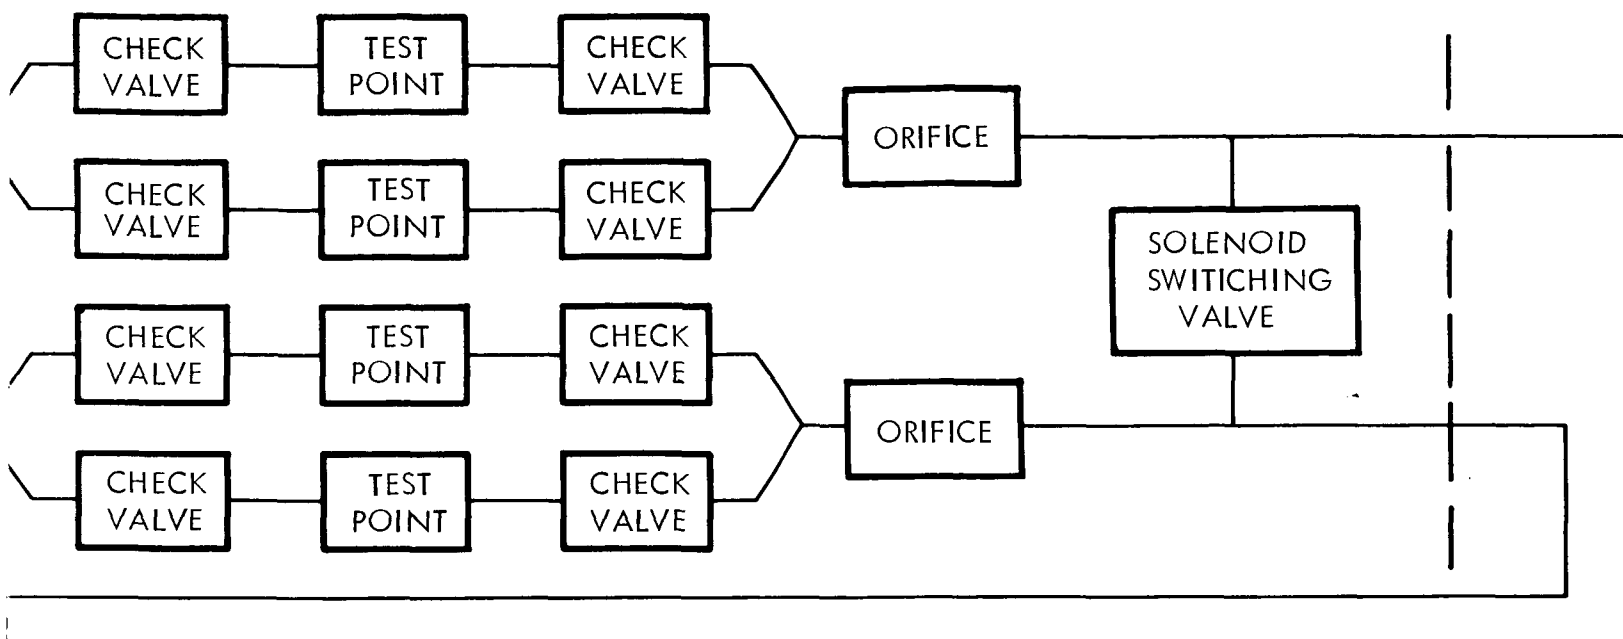 CHECK
VALVE
TEST
POINT
CHECK
VALVE
ORIFICE
CHECK
VALVE
TEST
POINT
CHECK
VALVE
SOLENOID
SWITICHING
VALVE
CHECK
VALVE
TEST
POINT
CHECK
VALVE
ORIFICE
CHECK
VALVE
TEST
POINT
CHECK
VALVE